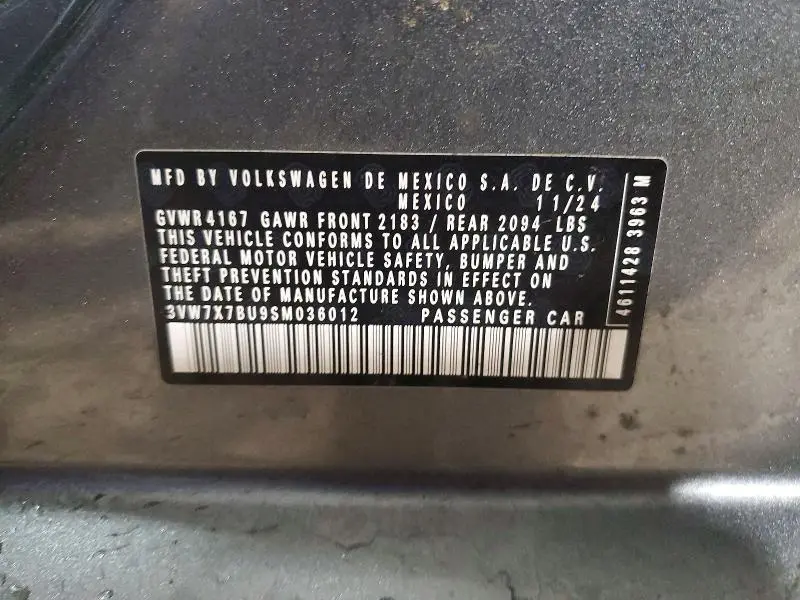 MFD BY VOLKSWAGEN DE MEXICO S.A. DE C.V.
MEXICO 11/24
GVWR 4167 GAWR FRONT 2183 / REAR 2094 LBS
THIS VEHICLE CONFORMS TO ALL APPLICABLE U.S.
FEDERAL MOTOR VEHICLE SAFETY, BUMPER AND
THEFT PREVENTION STANDARDS IN EFFECT ON
DATE OF MANUFACTURE SHOWN ABOVE.
3VW7X7BU9SM036012 PASSENGER CAR
4611428 3963 M